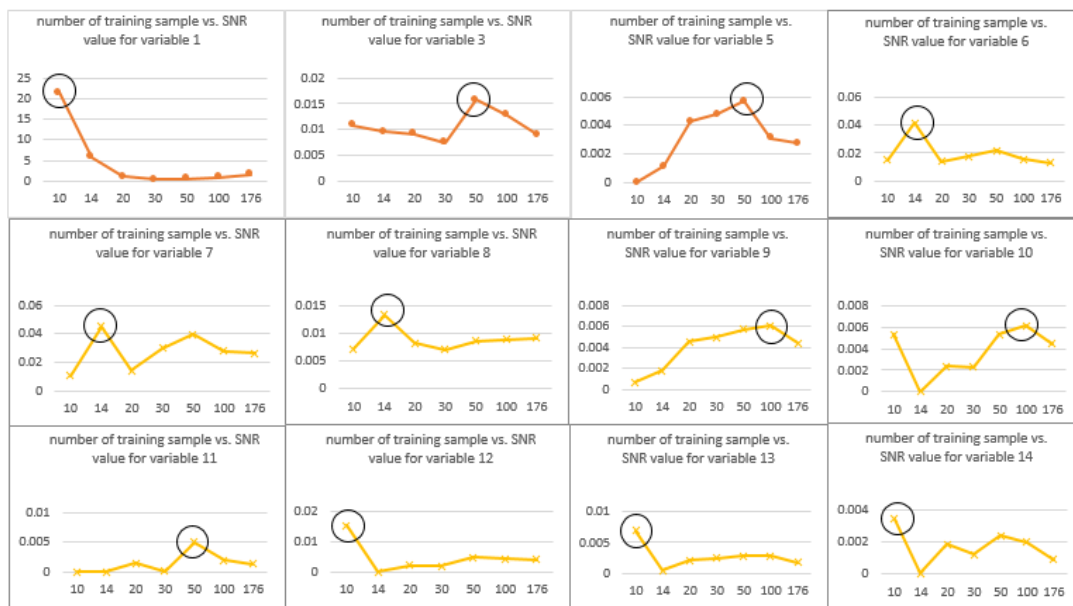 number of training sample vs. SNR
value for variable 1
25
20
15
10
5
0
10 14 20 30 50 100 176
number of training sample vs. SNR
value for variable 3
0.02
0.015
0.01
0.005
0
10 14 20 30 50 100 176
number of training sample vs.
SNR value for variable 5
0.006
0.004
0.002
0
10 14 20 30 50 100 176
number of training sample vs.
SNR value for variable 6
0.06
0.04
0.02
0
10 14 20 30 50 100 176
number of training sample vs. SNR
value for variable 7
0.06
0.04
0.02
0
10 14 20 30 50 100 176
number of training sample vs. SNR
value for variable 8
0.015
0.01
0.005
0
10 14 20 30 50 100 176
number of training sample vs.
SNR value for variable 9
0.008
0.006
0.004
0.002
0
10 14 20 30 50 100 176
number of training sample vs. SNR
value for variable 10
0.008
0.006
0.004
0.002
0
10 14 20 30 50 100 176
number of training sample vs. SNR
value for variable 11
0.01
0.005
0
10 14 20 30 50 100 176
number of training sample vs. SNR
value for variable 12
0.02
0.01
0
10 14 20 30 50 100 176
number of training sample vs.
SNR value for variable 13
0.01
0.005
0
10 14 20 30 50 100 176
number of training sample vs.
SNR value for variable 14
0.004
0.002
0
10 14 20 30 50 100 176